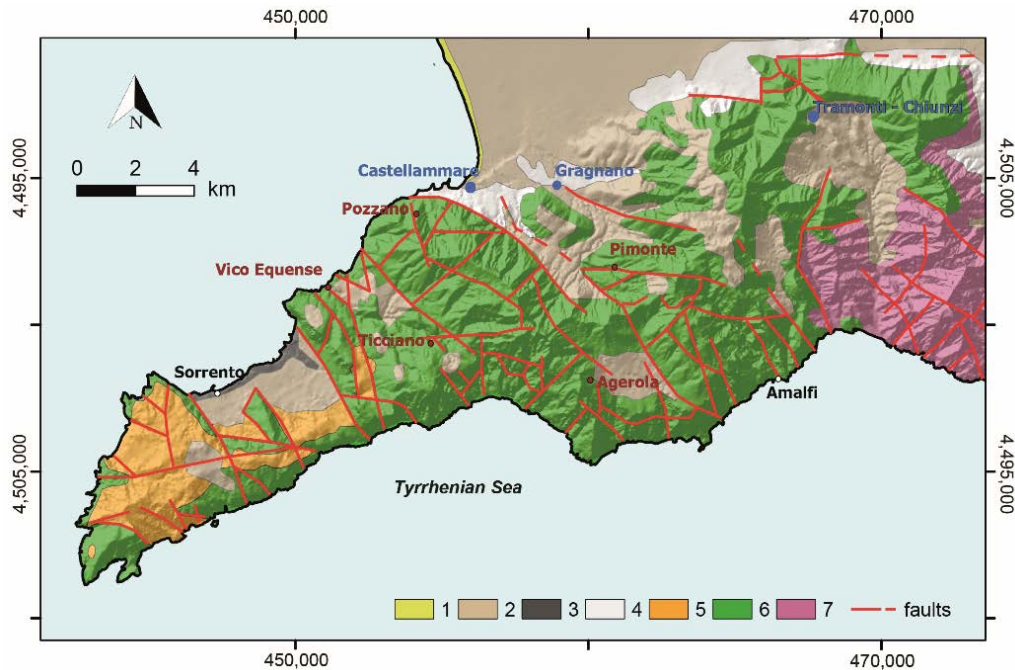 450,000
470,000
4,495,000
4,505,000
N
0 2 4
km
Tramonti - Chiunzi
Castellammare
Gragnano
Pozzano
Pimonte
Vico Equense
Ticciano
Sorrento
Agerola
Amalfi
4,505,000
4,495,000
Tyrrhenian Sea
1 2 3 4 5 6 7 faults
450,000
470,000